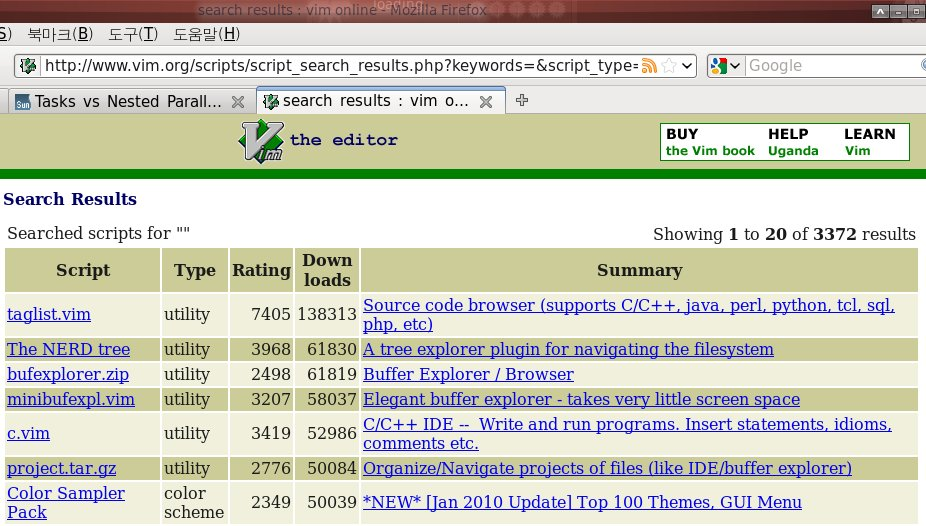 search results : vim online - Mozilla Firefox
loading
S) 북마크(B) 도구(T) 도움말(H)
http://www.vim.org/scripts/script_search_results.php?keywords=&script_type= Google
Sun Tasks vs Nested Parall... search results : vim o...
Vim the editor
BUY HELP LEARN
the Vim book Uganda Vim
Search Results
Searched scripts for "" Showing 1 to 20 of 3372 results
Script Type Rating Down loads Summary
taglist.vim utility 7405 138313 Source code browser (supports C/C++, java, perl, python, tcl, sql,
php, etc)
The NERD tree utility 3968 61830 A tree explorer plugin for navigating the filesystem
bufexplorer.zip utility 2498 61819 Buffer Explorer / Browser
minibufexpl.vim utility 3207 58037 Elegant buffer explorer - takes very little screen space
c.vim utility 3419 52986 C/C++ IDE -- Write and run programs. Insert statements, idioms,
comments etc.
project.tar.gz utility 2776 50084 Organize/Navigate projects of files (like IDE/buffer explorer)
Color Sampler Pack color scheme 2349 50039 *NEW* [Jan 2010 Update] Top 100 Themes, GUI Menu